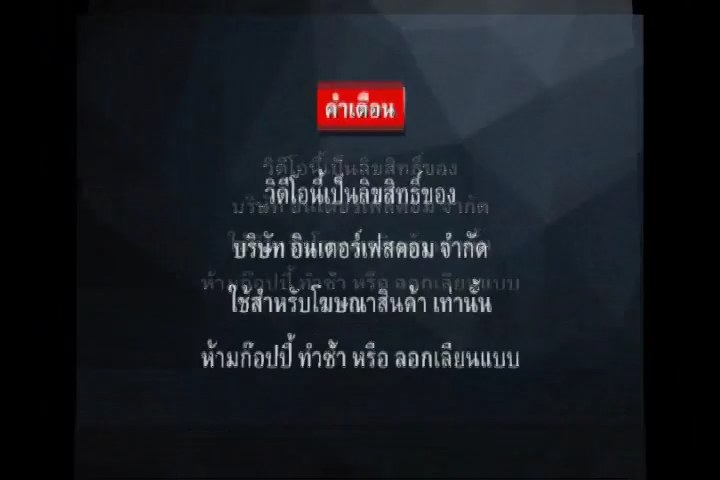 คำเตือน
วิดีโอนี้เป็นลิขสิทธิ์ของ
บริษัท อินเตอร์เฟสคอม จำกัด
ใช้สำหรับโฆษณาสินค้า เท่านั้น
ห้ามก๊อปปี้ ทำซ้ำ หรือ ลอกเลียนแบบ